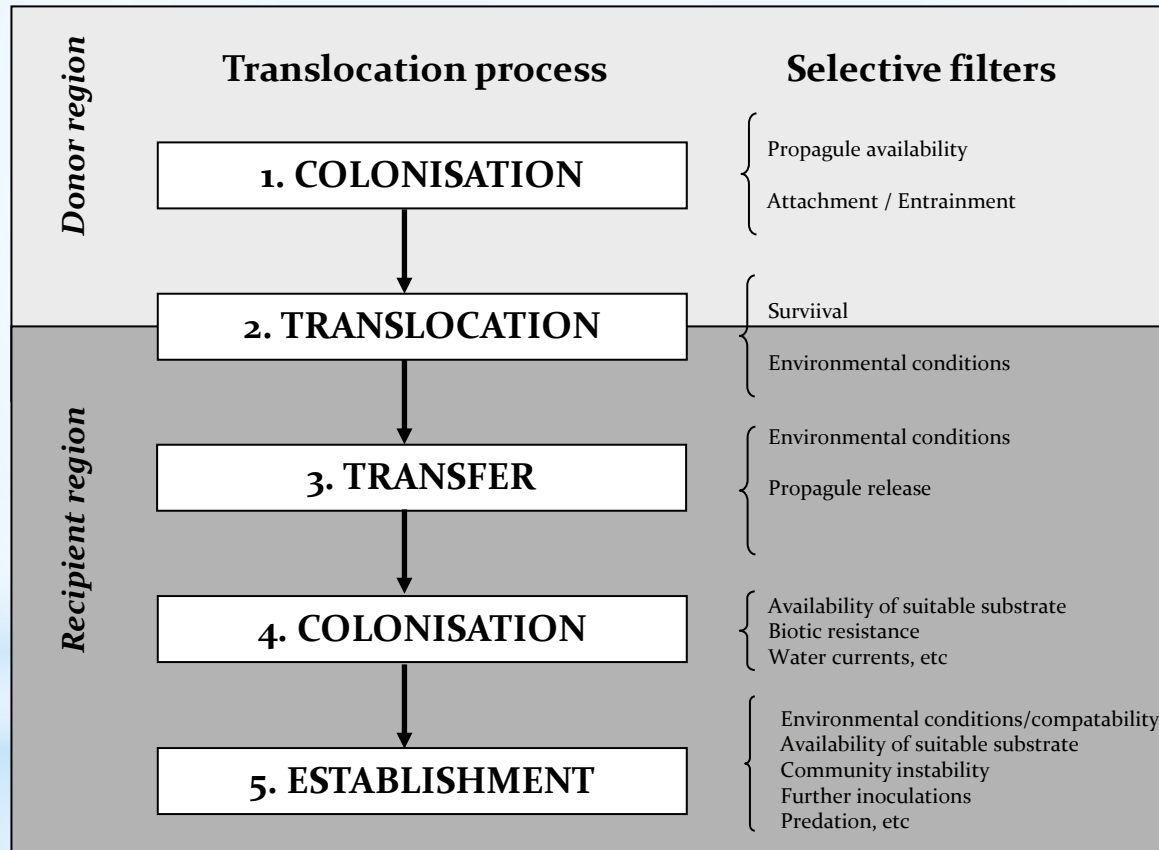 Donor region
Translocation process
Selective filters
1. COLONISATION
Propagule availability
Attachment / Entrainment
2. TRANSLOCATION
Surviival
Environmental conditions
Recipient region
3. TRANSFER
Environmental conditions
Propagule release
4. COLONISATION
Availability of suitable substrate
Biotic resistance
Water currents, etc
5. ESTABLISHMENT
Environmental conditions/compatability
Availability of suitable substrate
Community instability
Further inoculations
Predation, etc